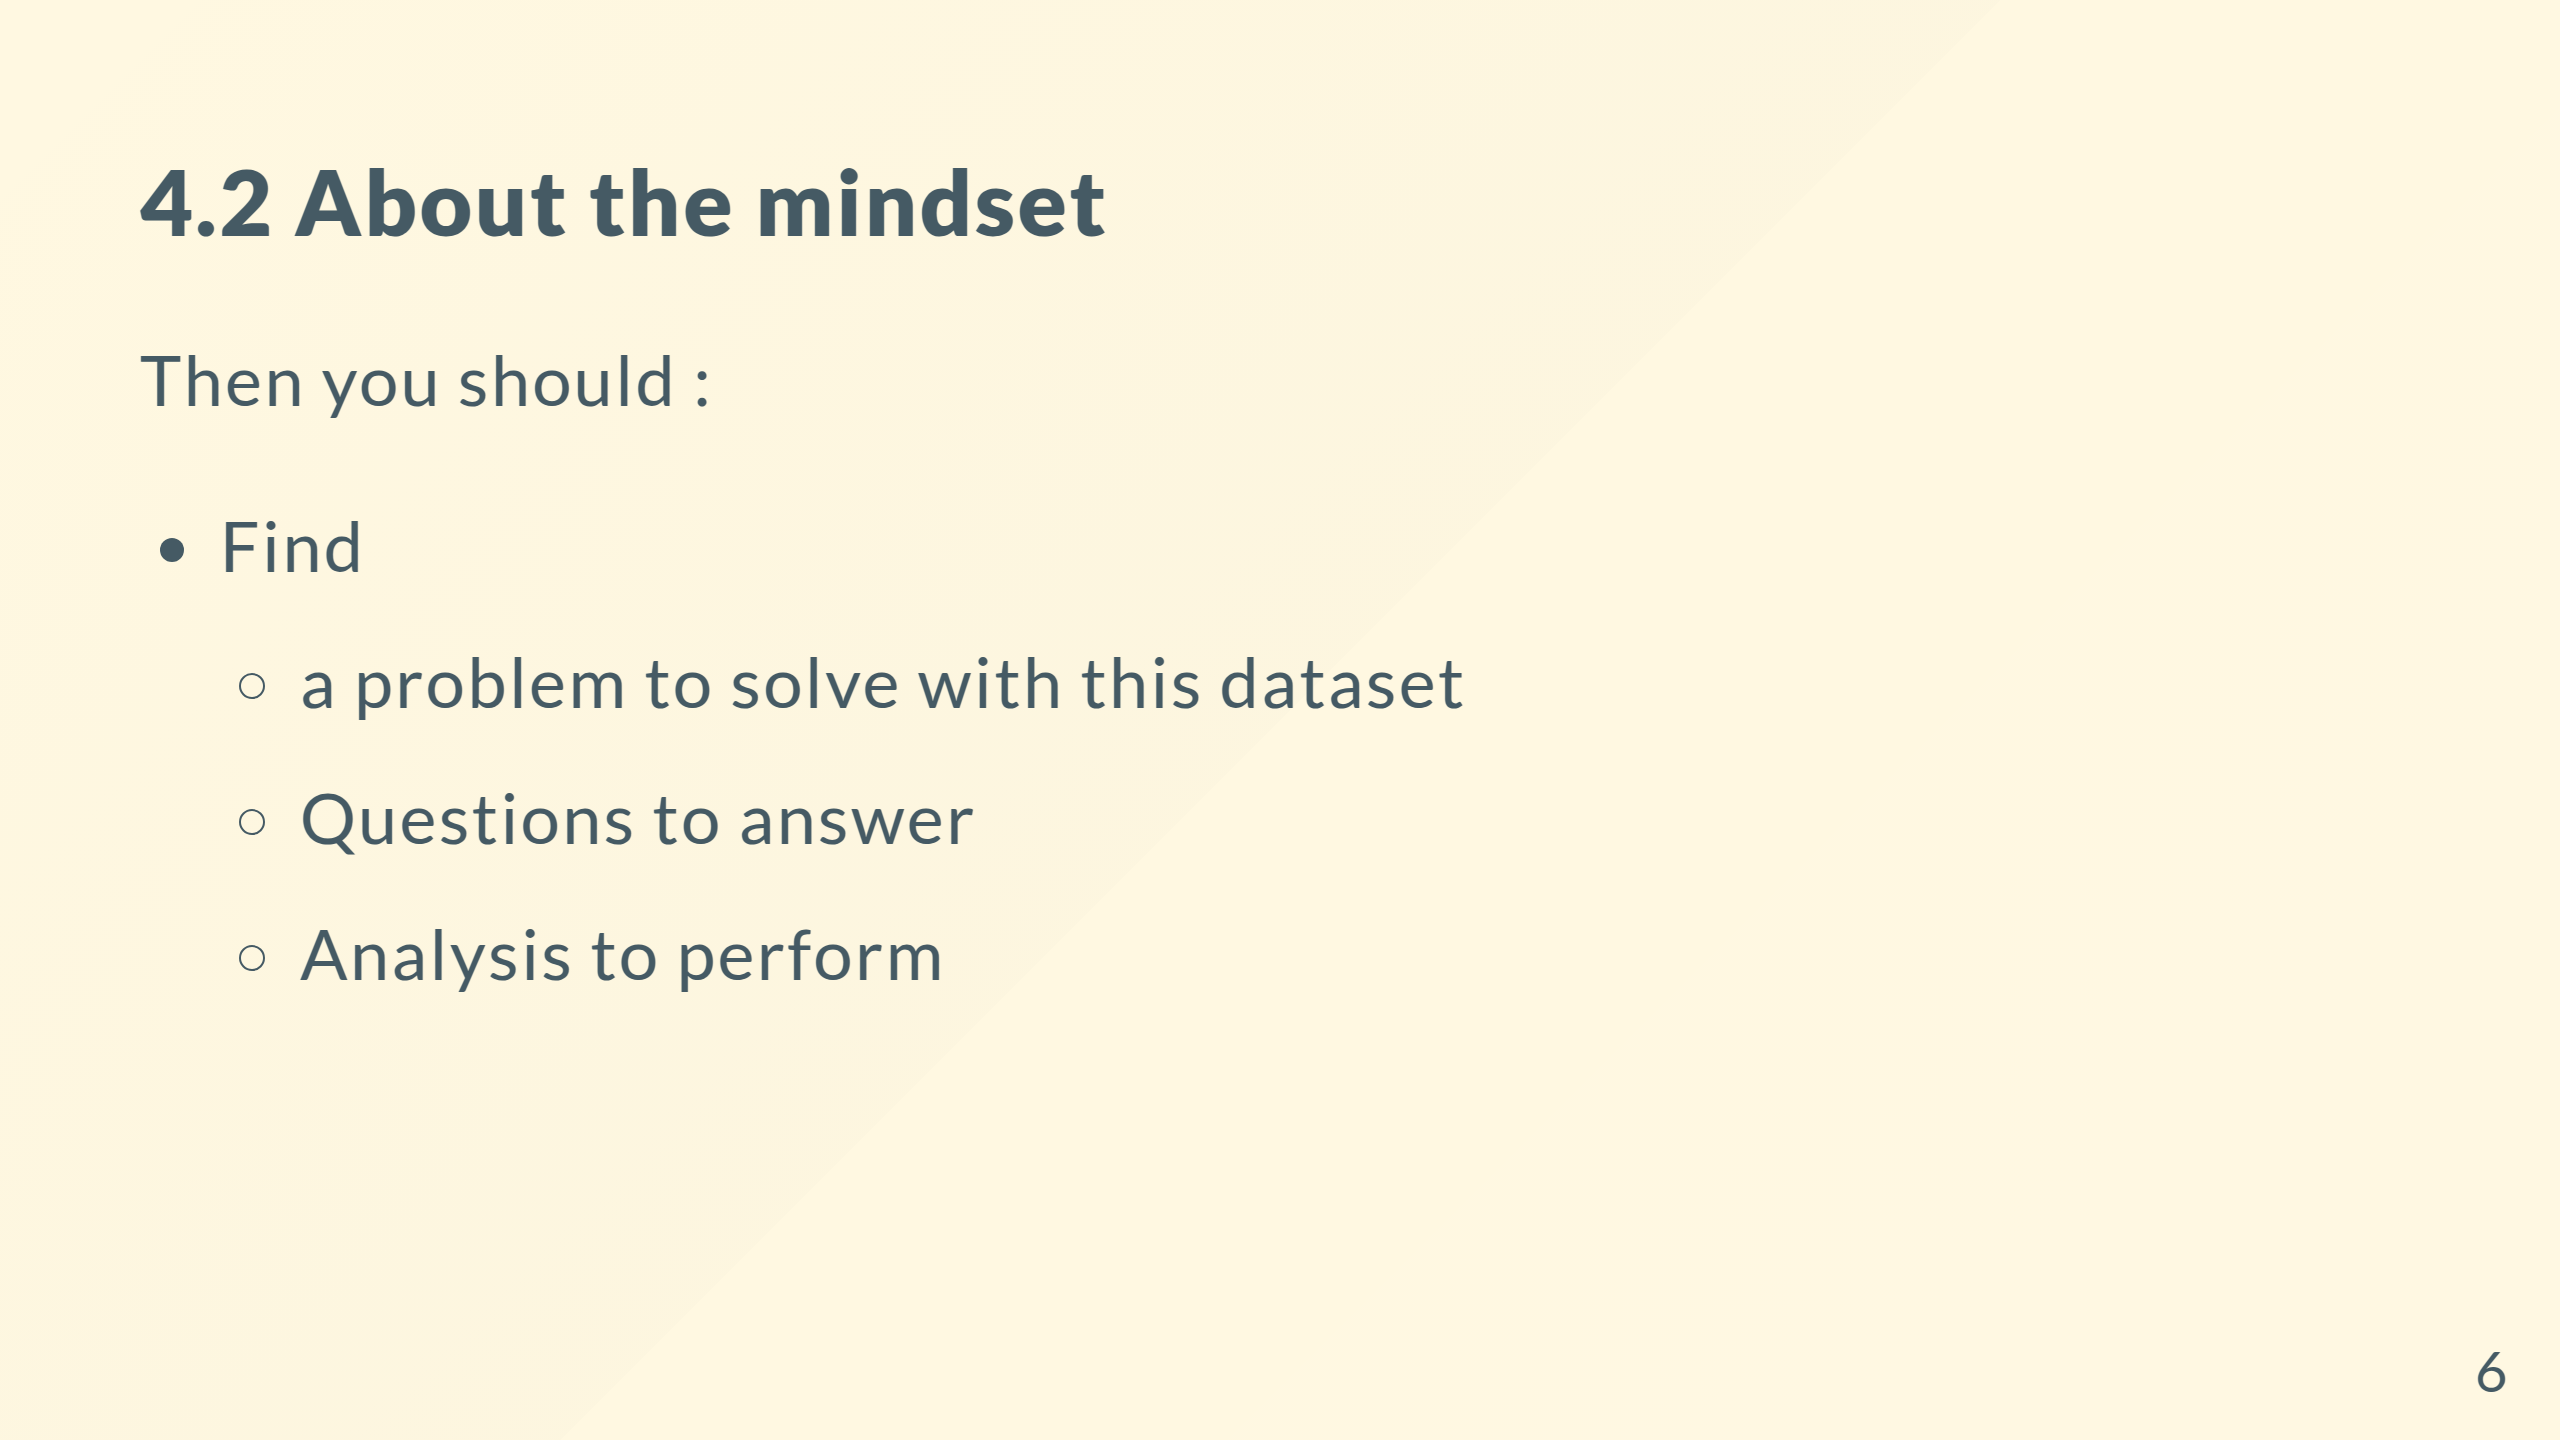 4.2 About the mindset
Then you should :
• Find
○ a problem to solve with this dataset
○ Questions to answer
○ Analysis to perform
6